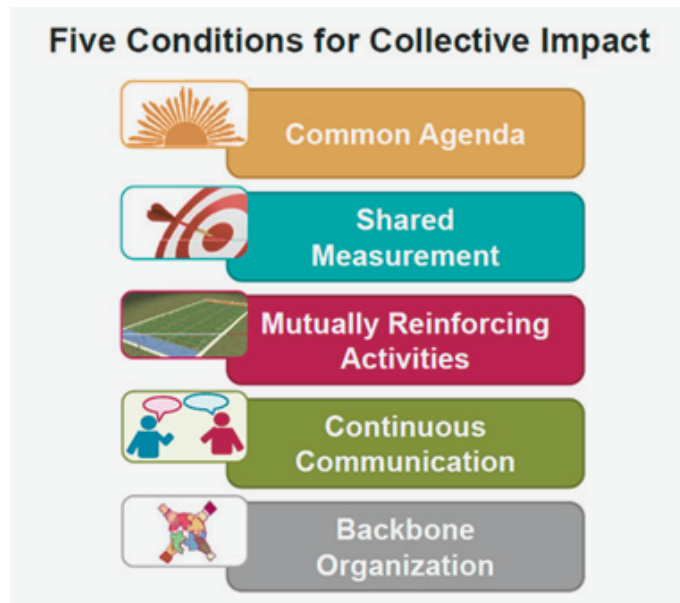 Five Conditions for Collective Impact
Common Agenda
Shared
Measurement
Mutually Reinforcing
Activities
Continuous
Communication
Backbone
Organization